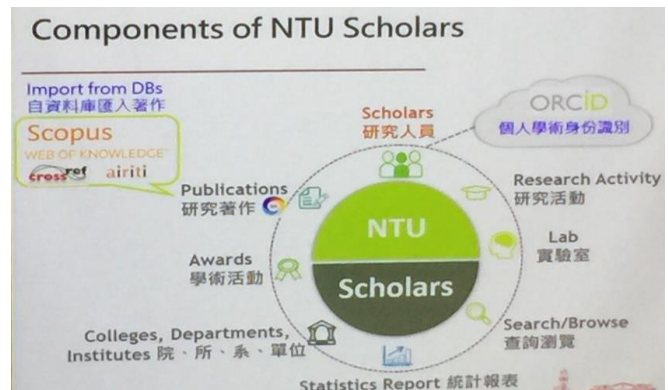 Components of NTU Scholars
Import from DBs
自資料庫匯入著作
Scopus
WEB OF KNOWLEDGE
crossref airiti
Scholars
研究人員
ORCiD
個人學術身份識別
Publications
研究著作
Research Activity
研究活動
NTU
Scholars
Lab
實驗室
Awards
學術活動
Search/Browse
查詢瀏覽
Colleges, Departments,
Institutes 院、所、系、單位
Statistics Report 統計報表